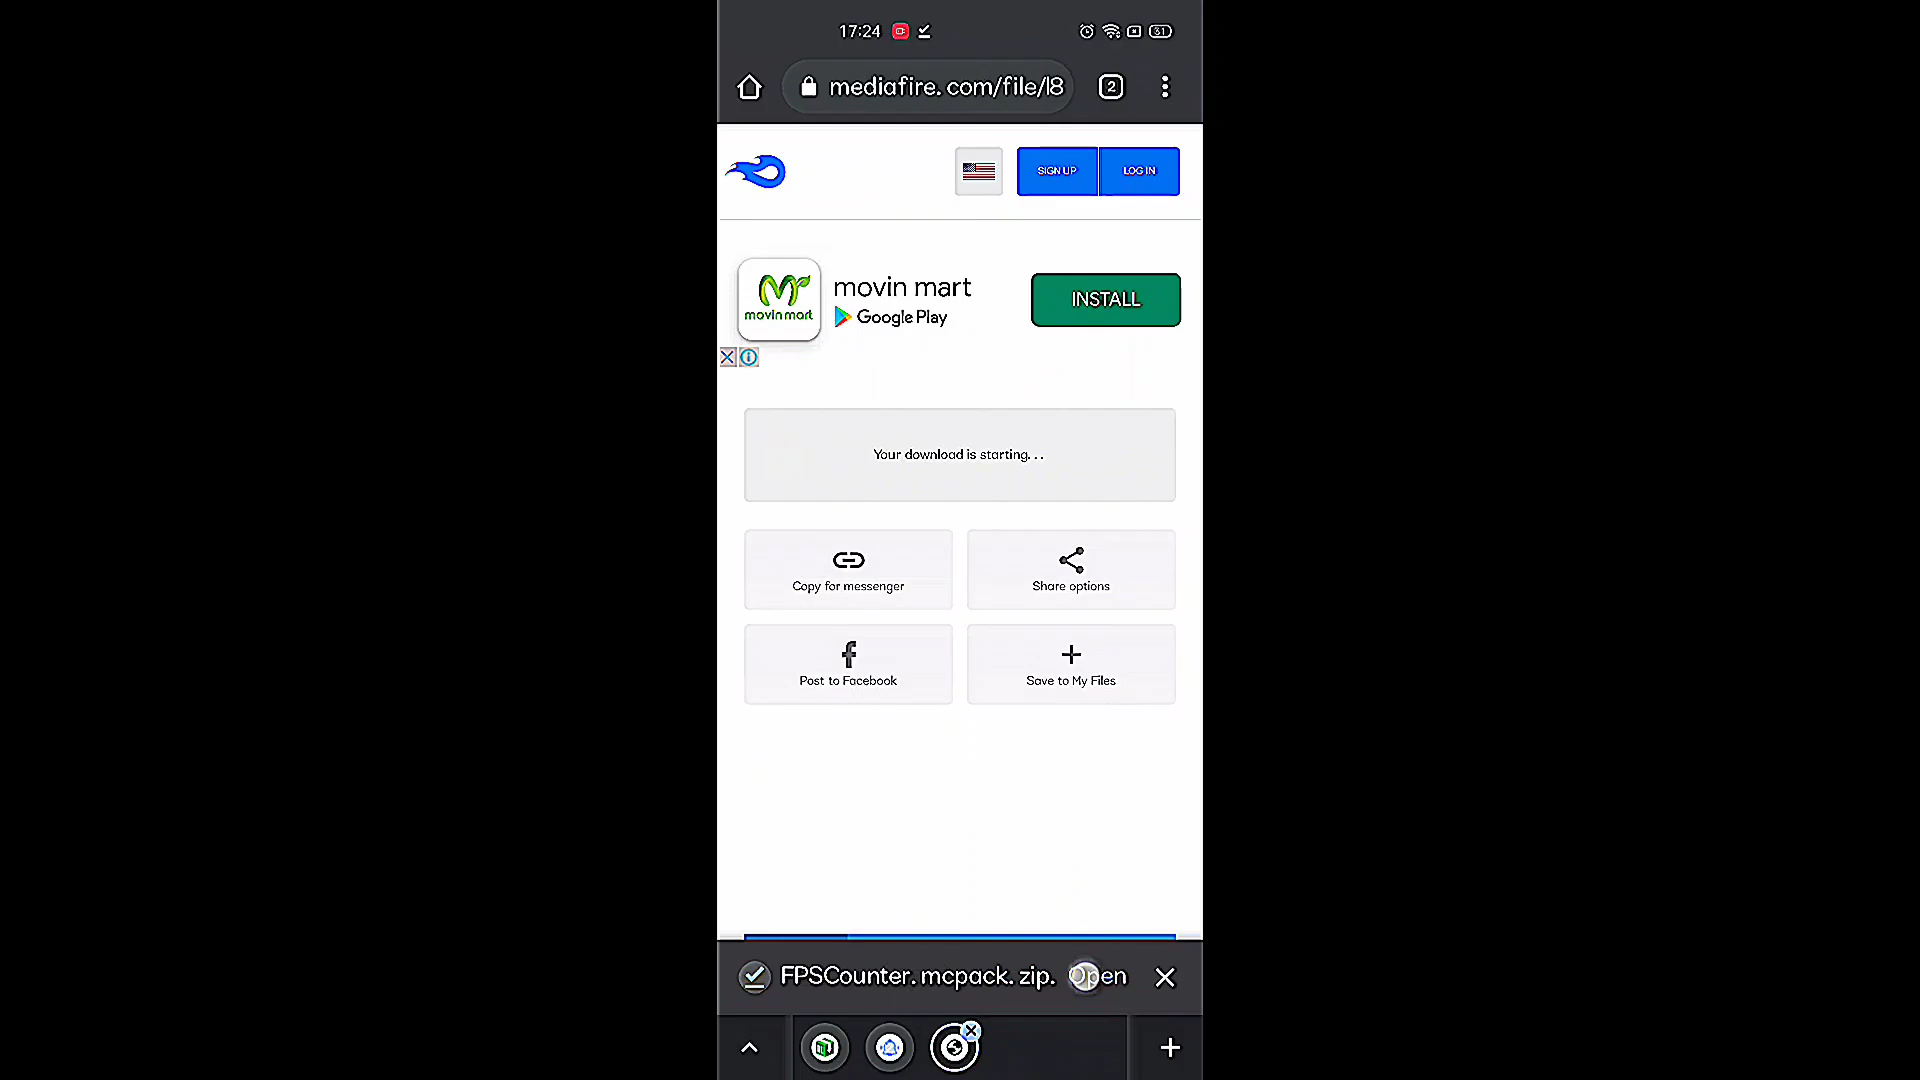 17:24
31
mediafire.com/file/l8
2
SIGN UP
LOG IN
movin mart
movin mart
Google Play
INSTALL
Your download is starting...
Copy for messenger
Share options
Post to Facebook
Save to My Files
FPSCounter.mcpack.zip.
Open